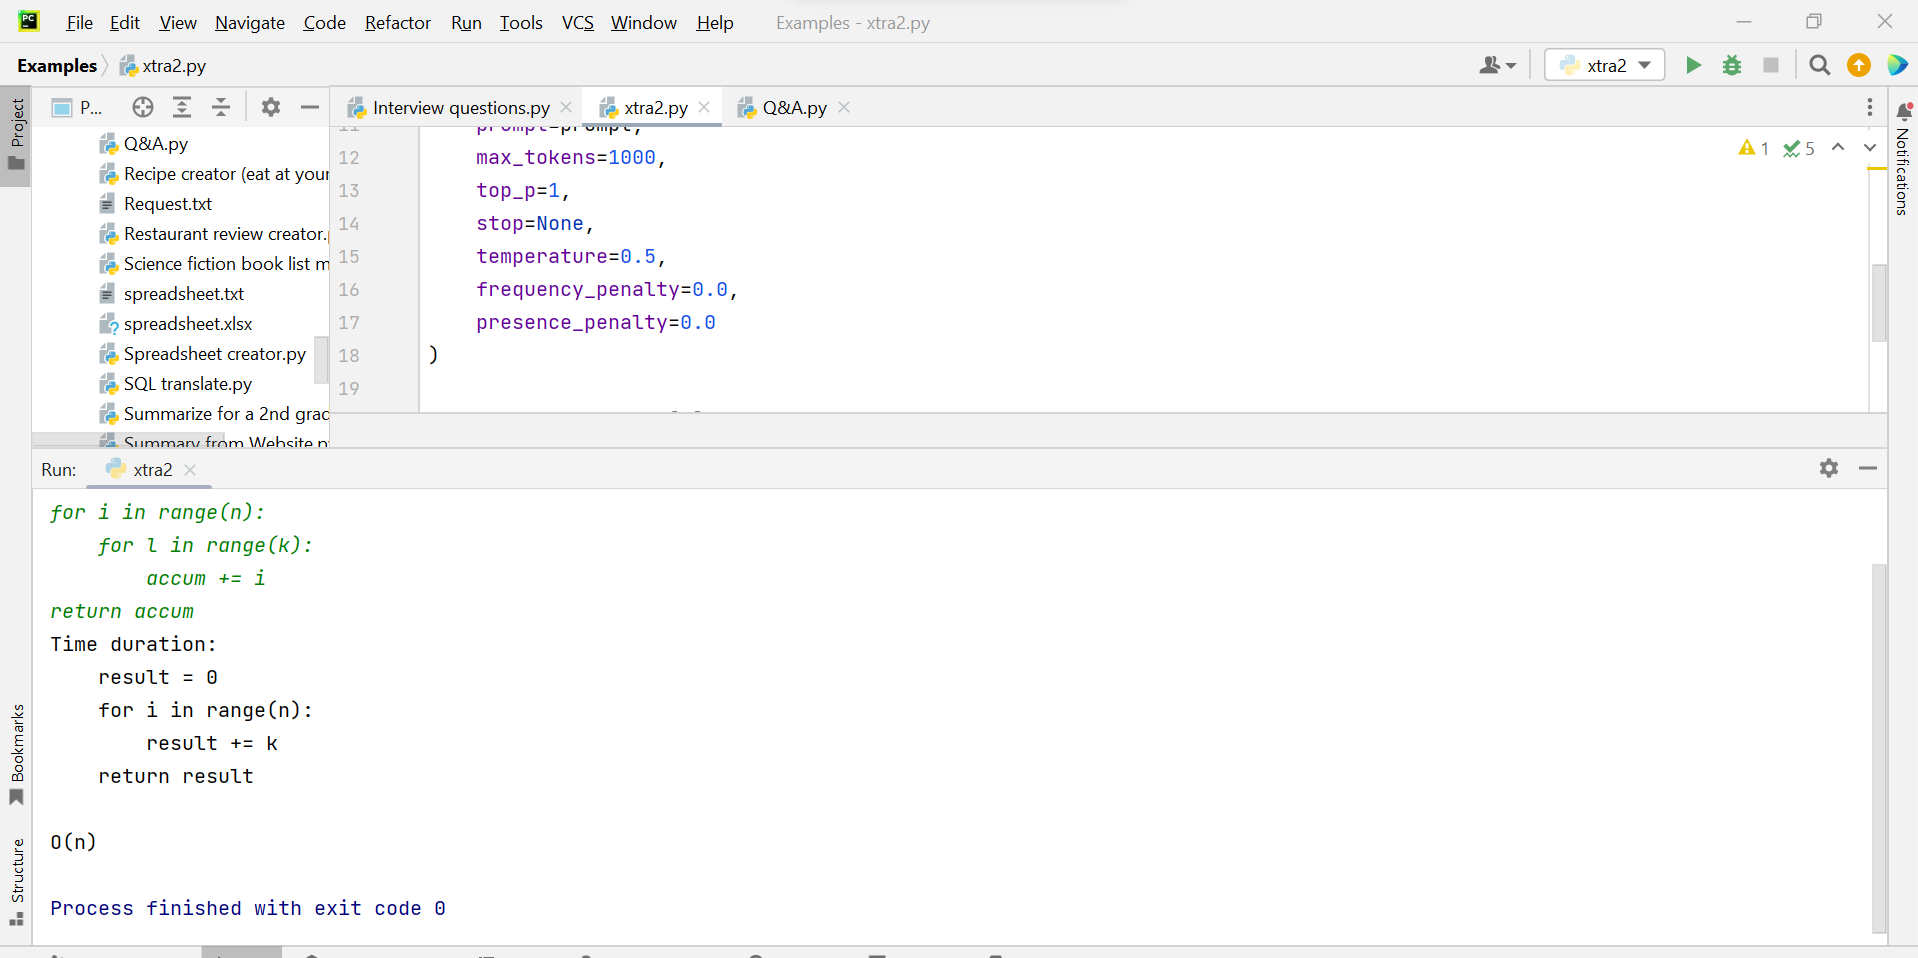 PC File Edit View Navigate Code Refactor Run Tools VCS Window Help Examples - xtra2.py
Examples xtra2.py
xtra2
Project
P...
Interview questions.py
xtra2.py
Q&A.py
Notifications
Q&A.py
Recipe creator (eat at your
Request.txt
Restaurant review creator.
Science fiction book list m
spreadsheet.txt
spreadsheet.xlsx
Spreadsheet creator.py
SQL translate.py
Summarize for a 2nd grad
Summary from Website.p
1 5
11 prompt=prompt,
12 max_tokens=1000,
13 top_p=1,
14 stop=None,
15 temperature=0.5,
16 frequency_penalty=0.0,
17 presence_penalty=0.0
18 )
19
Run: xtra2
for i in range(n):
for l in range(k):
accum += i
return accum
Time duration:
result = 0
for i in range(n):
result += k
return result
O(n)
Process finished with exit code 0
Bookmarks
Structure